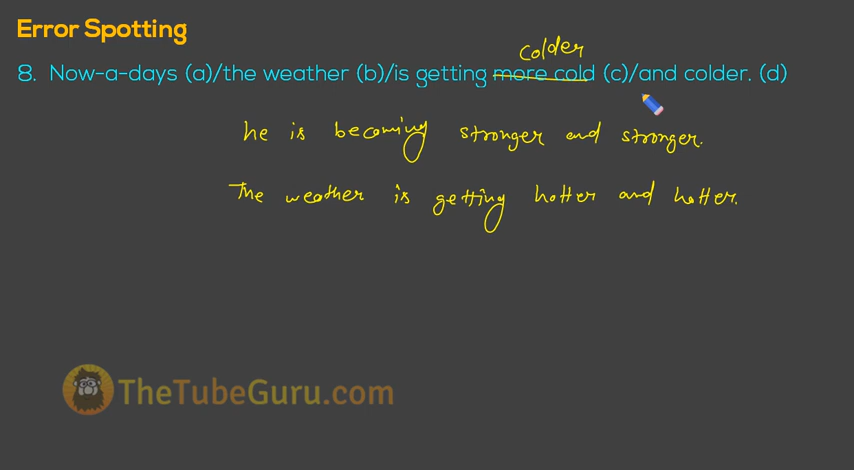 Error Spotting
colder
8. Now-a-days (a)/the weather (b)/is getting more cold (c)/and colder. (d)
he is becoming stronger and stronger.
The weather is getting hotter and hotter.
TheTubeGuru.com